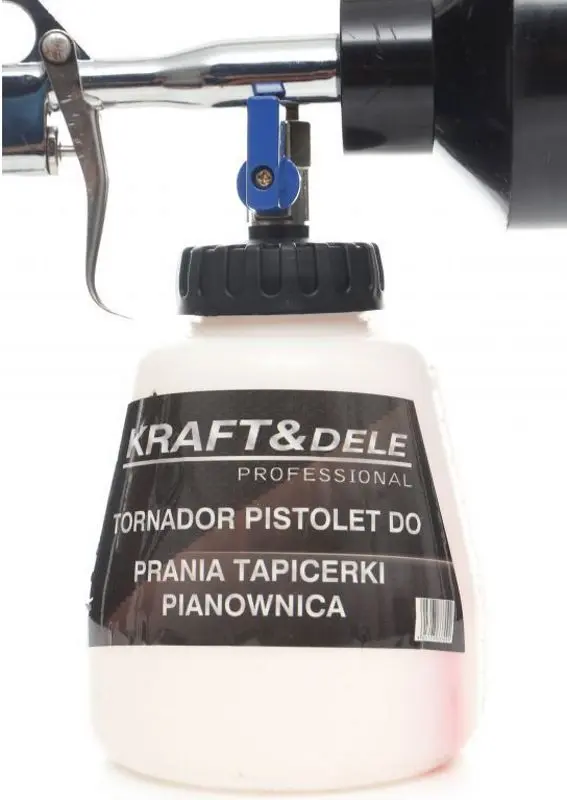 KRAFT&DELE
PROFESSIONAL
TORNADOR PISTOLET DO
PRANIA TAPICERKI
PIANOWNICA